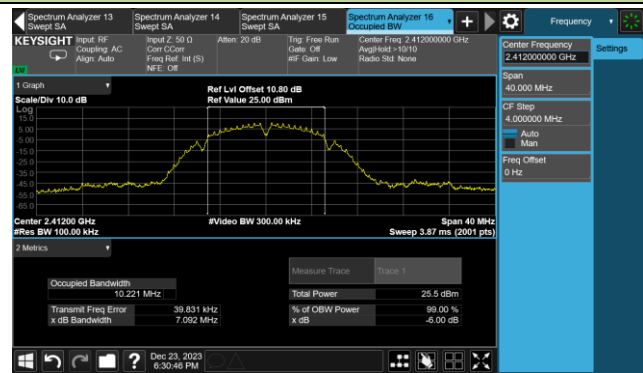 Spectrum Analyzer 13
Swept SA
Spectrum Analyzer 14
Swept SA
Spectrum Analyzer 15
Swept SA
Spectrum Analyzer 16
Occupied BW
Frequency
KEYSIGHT
Input: RF
Coupling: AC
Align: Auto
Input Z: 50 Ω
Corr CCorr
Freq Ref: Int (S)
NFE: Off
Atten: 20 dB
Trig: Free Run
Gate: Off
#IF Gain: Low
Center Freq: 2.412000000 GHz
Avg|Hold:>10/10
Radio Std: None
Center Frequency
2.412000000 GHz
Settings
Span
40.000 MHz
CF Step
4.000000 MHz
Auto
Man
Freq Offset
0 Hz
1 Graph
Scale/Div 10.0 dB
Ref Lvl Offset 10.80 dB
Ref Value 25.00 dBm
Log
15.0
5.00
-5.00
-15.0
-25.0
-35.0
-45.0
-55.0
-65.0
Center 2.41200 GHz
#Video BW 300.00 kHz
Span 40 MHz
#Res BW 100.00 kHz
Sweep 3.87 ms (2001 pts)
2 Metrics
Measure Trace
Trace 1
Occupied Bandwidth
10.221 MHz
Total Power
25.5 dBm
Transmit Freq Error
39.831 kHz
% of OBW Power
99.00 %
x dB Bandwidth
7.092 MHz
x dB
-6.00 dB
Dec 23, 2023
6:30:46 PM